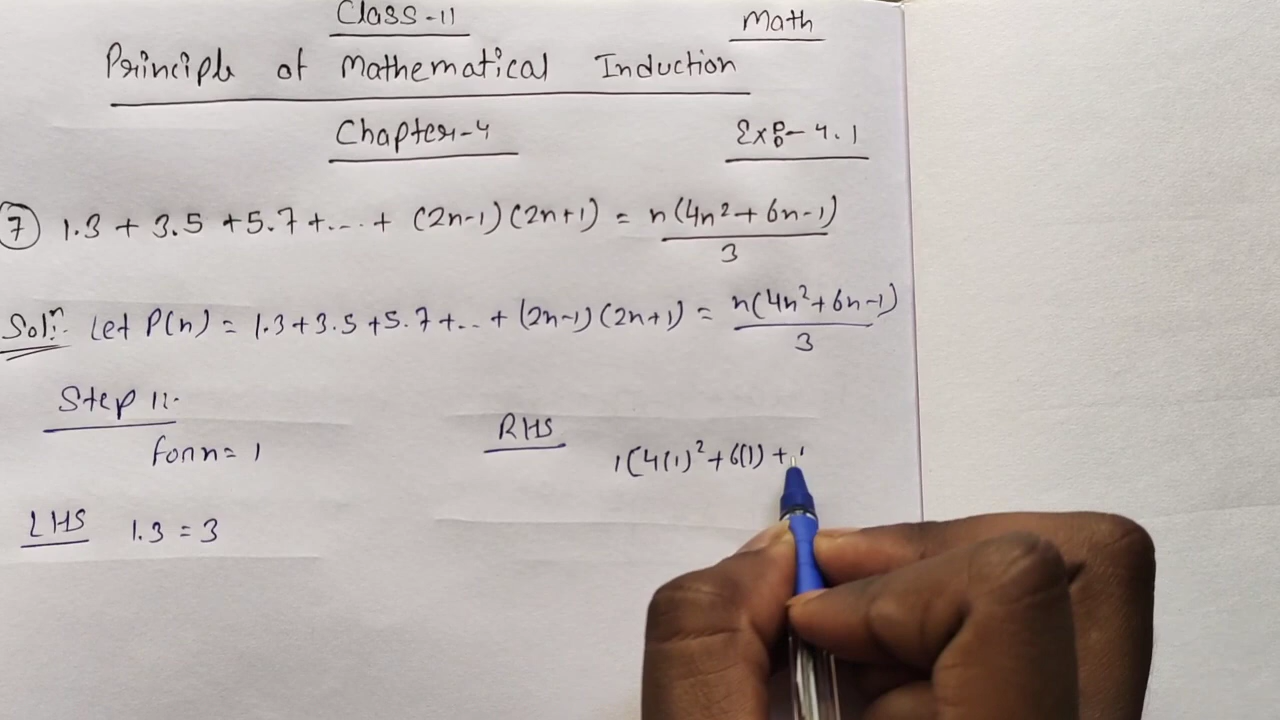 Class-11 Math
Principle of Mathematical Induction
Chapter-4 Exp:- 4.1
7 1.3 + 3.5 + 5.7 + .... + (2n-1) (2n+1) = n(4n²+6n-1)/3
Soln:- Let P(n) = 1.3 + 3.5 + 5.7 + .. + (2n-1) (2n+1) = n(4n²+6n-1)/3
Step 1:-
for n = 1
RHS 1(4(1)²+6(1)+
LHS 1.3 = 3